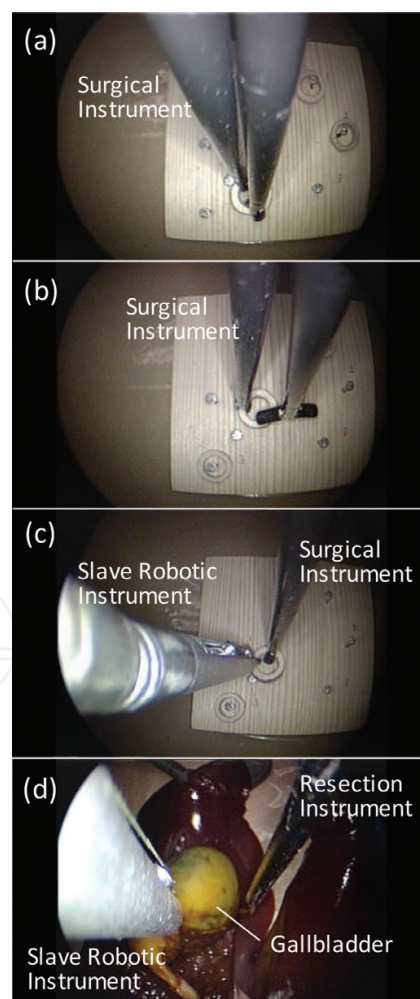 (a)
Surgical
Instrument
(b)
Surgical
Instrument
(c)
Slave Robotic
Instrument
Surgical
Instrument
(d)
Resection
Instrument
Gallbladder
Slave Robotic
Instrument